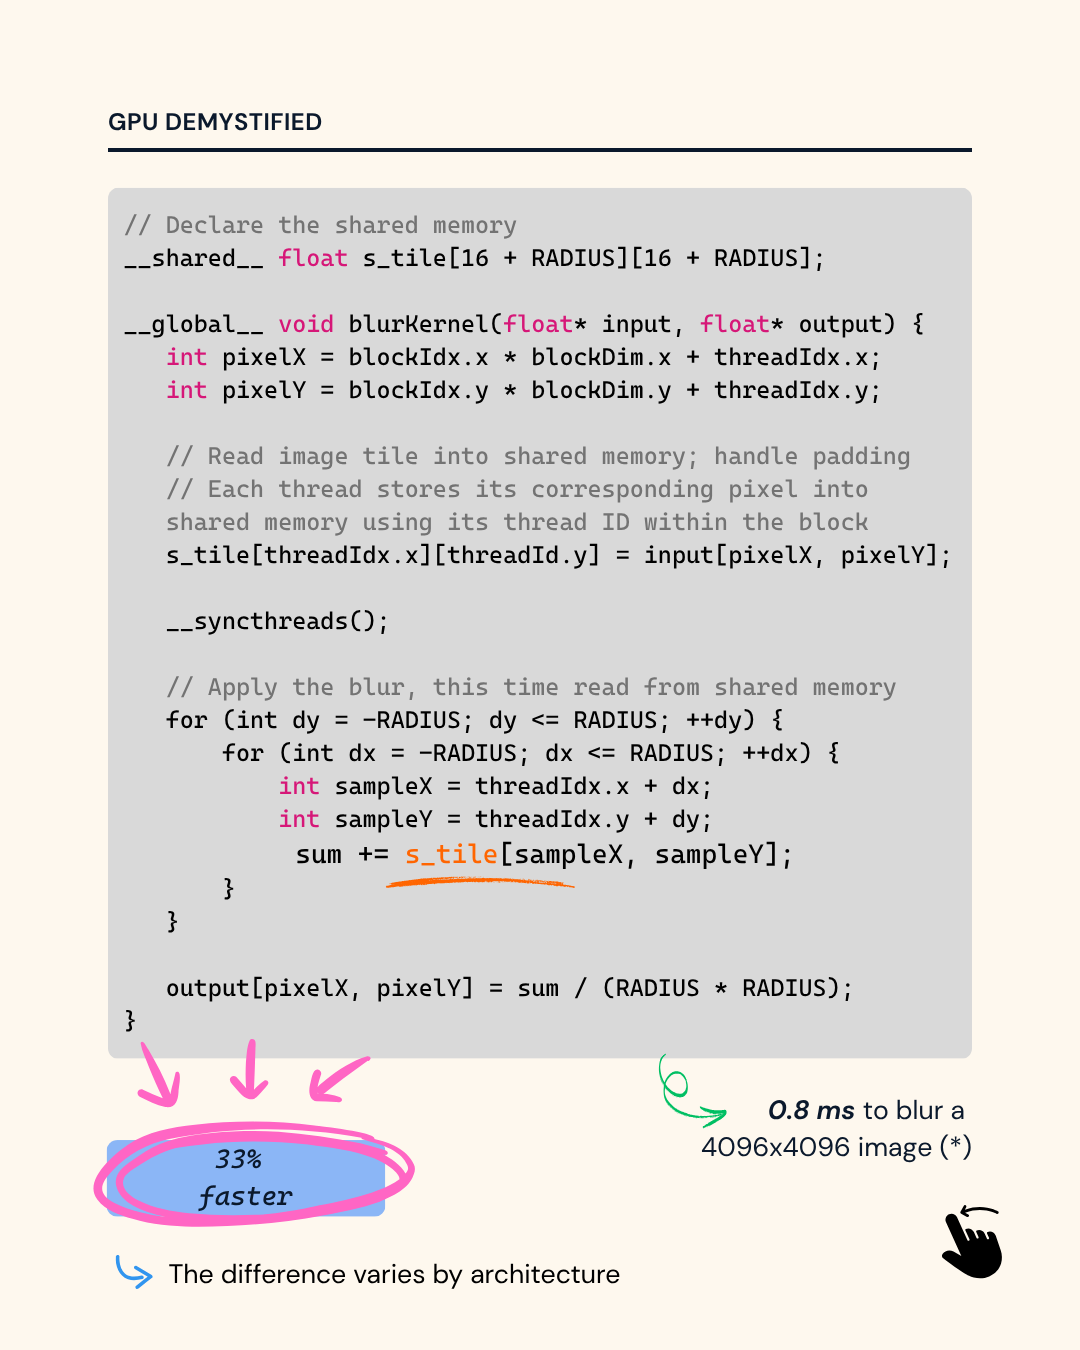 GPU DEMYSTIFIED
// Declare the shared memory
__shared__ float s_tile[16 + RADIUS][16 + RADIUS];
__global__ void blurKernel(float* input, float* output) {
int pixelX = blockIdx.x * blockDim.x + threadIdx.x;
int pixelY = blockIdx.y * blockDim.y + threadIdx.y;
// Read image tile into shared memory; handle padding
// Each thread stores its corresponding pixel into
shared memory using its thread ID within the block
s_tile[threadIdx.x][threadId.y] = input[pixelX, pixelY];
__syncthreads();
// Apply the blur, this time read from shared memory
for (int dy = -RADIUS; dy <= RADIUS; ++dy) {
for (int dx = -RADIUS; dx <= RADIUS; ++dx) {
int sampleX = threadIdx.x + dx;
int sampleY = threadIdx.y + dy;
sum += s_tile[sampleX, sampleY];
}
}
output[pixelX, pixelY] = sum / (RADIUS * RADIUS);
}
0.8 ms to blur a
4096x4096 image (*)
33%
faster
The difference varies by architecture